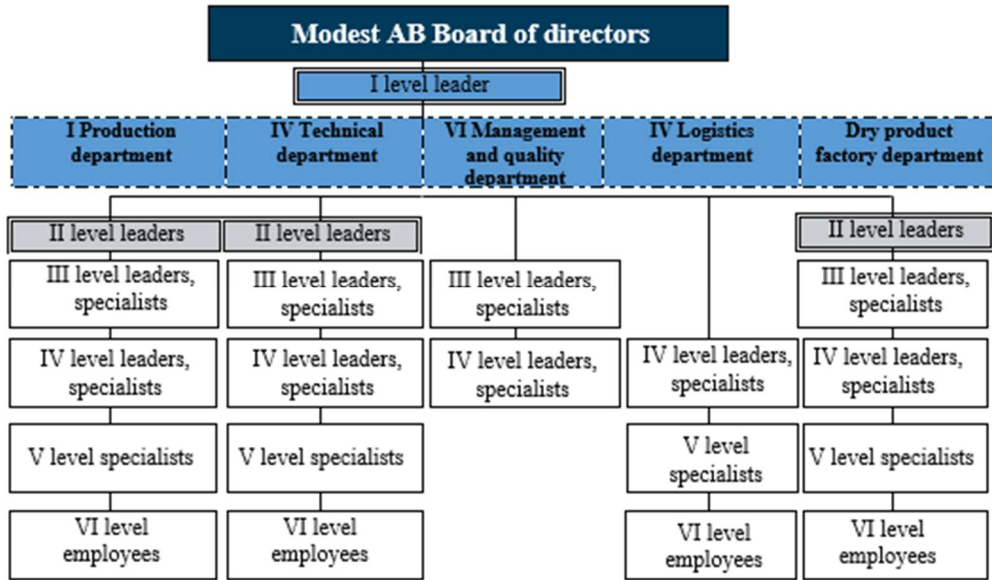 Modest AB Board of directors
I level leader
I Production
department
IV Technical
department
VI Management
and quality
department
IV Logistics
department
Dry product
factory department
II level leaders
II level leaders
II level leaders
III level leaders,
specialists
III level leaders,
specialists
III level leaders,
specialists
III level leaders,
specialists
IV level leaders,
specialists
IV level leaders,
specialists
IV level leaders,
specialists
IV level leaders,
specialists
IV level leaders,
specialists
V level specialists
V level specialists
V level
specialists
V level specialists
VI level
employees
VI level
employees
VI level
employees
VI level
employees